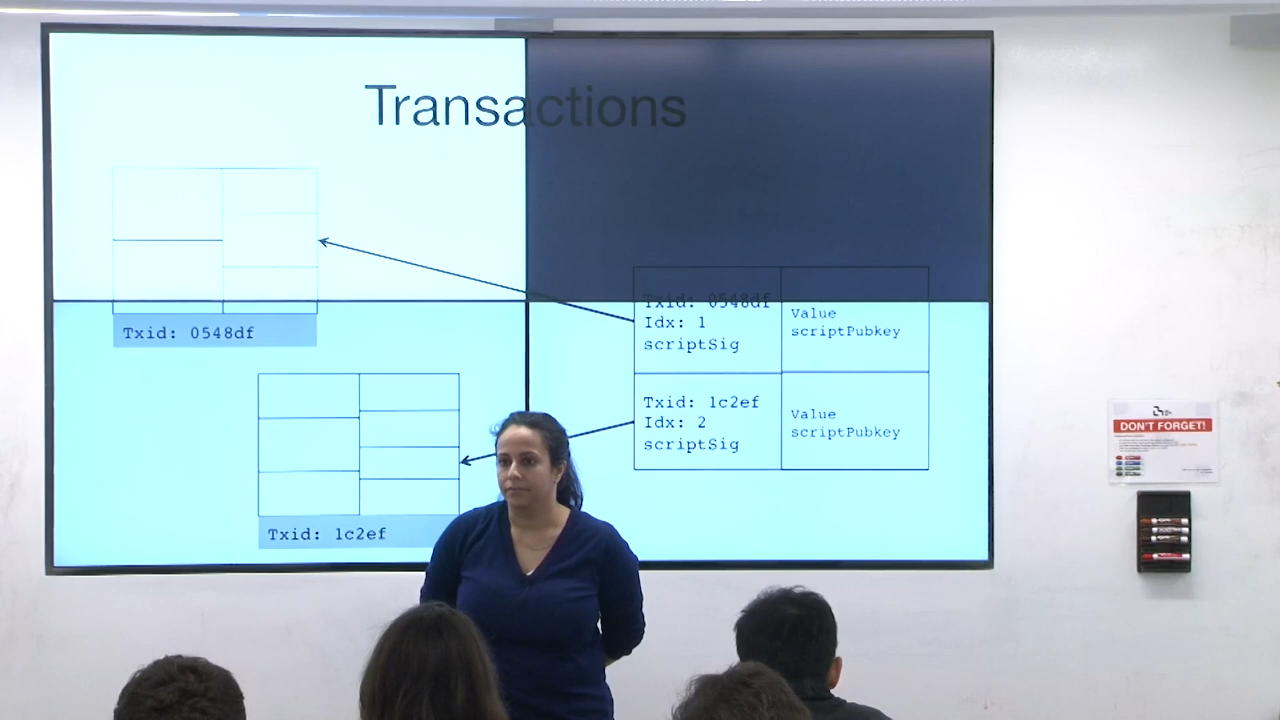 Transactions
Txid: 0548df
Idx: 1
scriptSig
Value
scriptPubkey
Txid: 0548df
Txid: 1c2ef
Idx: 2
scriptSig
Value
scriptPubkey
Txid: 1c2ef
DON'T FORGET!